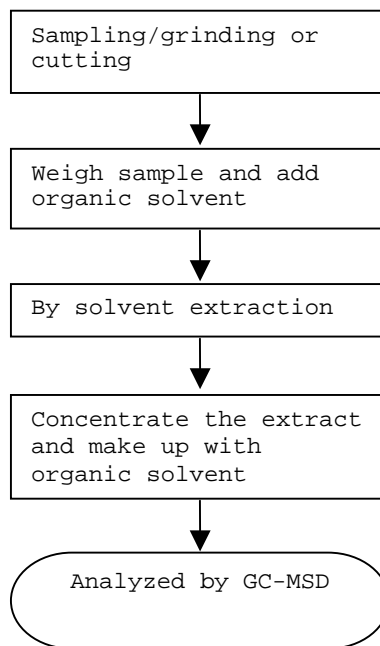 Sampling/grinding or
cutting
Weigh sample and add
organic solvent
By solvent extraction
Concentrate the extract
and make up with
organic solvent
Analyzed by GC-MSD